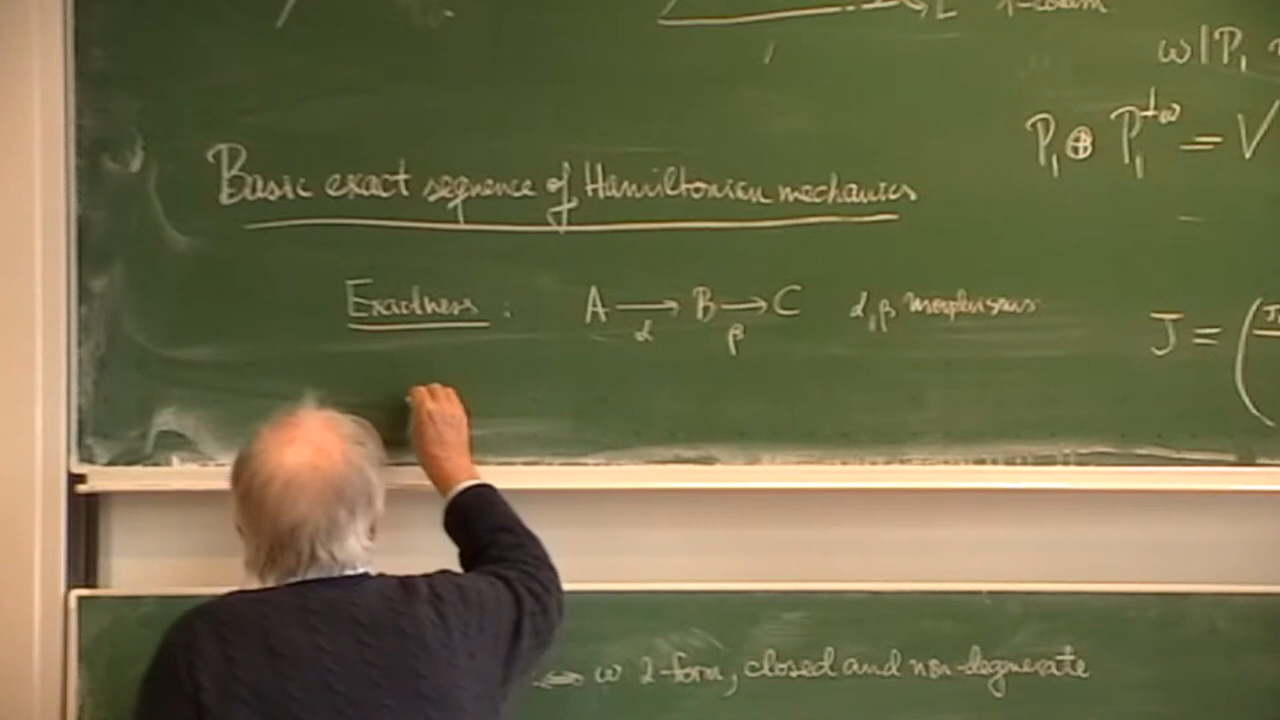 ω|P₁
P₁ ⊕ P₁^⊥ω = V
Basic exact sequence of Hamiltonian mechanics
Exactness : A ⟶ B ⟶ C α, β morphisms
α β
J = (
⟺ ω 2-form, closed and non-degenerate